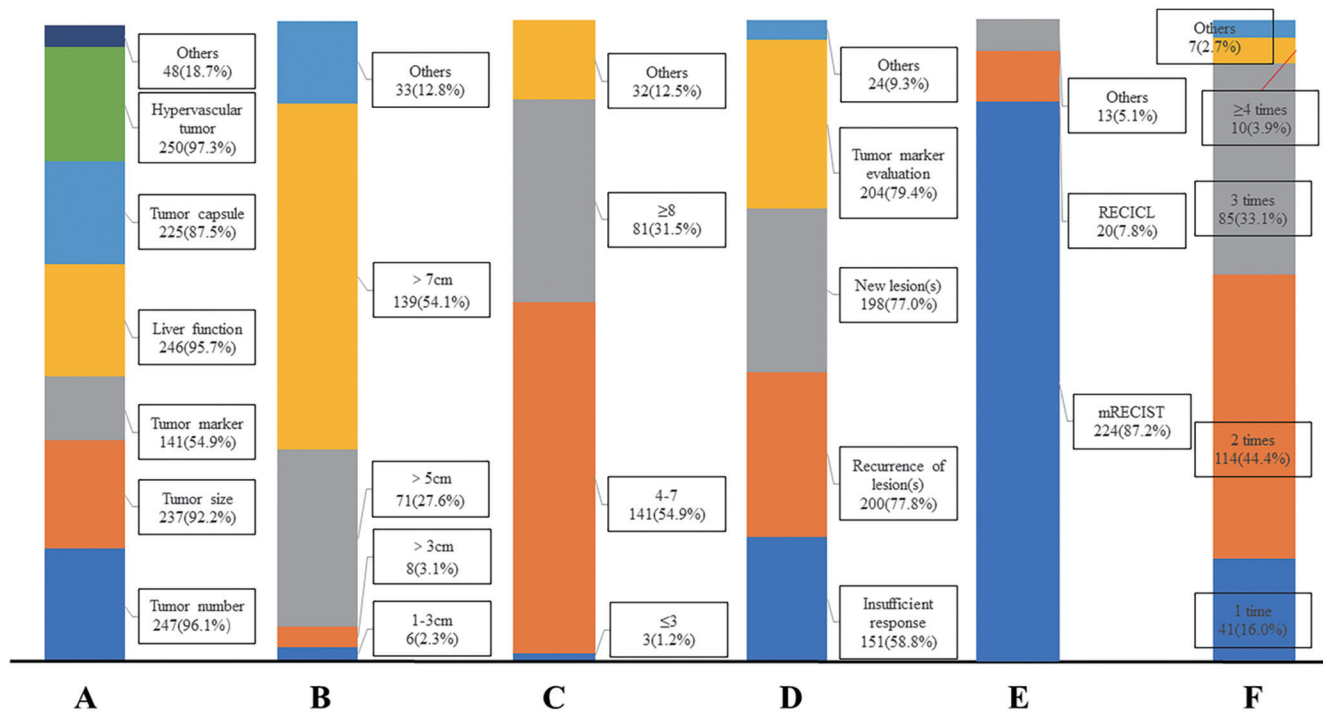 Others
48(18.7%)
Hypervascular
tumor
250(97.3%)
Tumor capsule
225(87.5%)
Liver function
246(95.7%)
Tumor marker
141(54.9%)
Tumor size
237(92.2%)
Tumor number
247(96.1%)
A
Others
33(12.8%)
> 7cm
139(54.1%)
> 5cm
71(27.6%)
> 3cm
8(3.1%)
1-3cm
6(2.3%)
B
Others
32(12.5%)
≥8
81(31.5%)
4-7
141(54.9%)
≤3
3(1.2%)
C
Others
24(9.3%)
Tumor marker
evaluation
204(79.4%)
New lesion(s)
198(77.0%)
Recurrence of
lesion(s)
200(77.8%)
Insufficient
response
151(58.8%)
D
Others
13(5.1%)
RECICL
20(7.8%)
mRECIST
224(87.2%)
E
Others
7(2.7%)
≥4 times
10(3.9%)
3 times
85(33.1%)
2 times
114(44.4%)
1 time
41(16.0%)
F